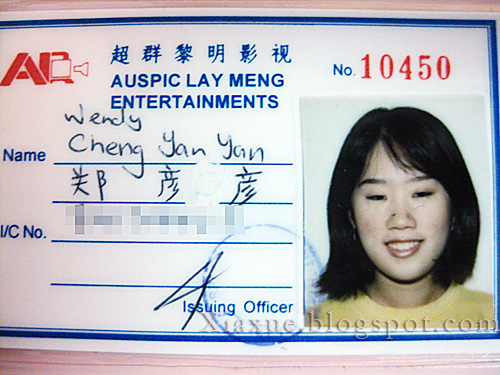 超群黎明影视
No. 10450
AUSPIC LAY MENG
ENTERTAINMENTS
Wendy
Name Cheng Yan Yan
郑 彦 彦
I/C No.
Issuing Officer
Xiaxue.blogspot.com